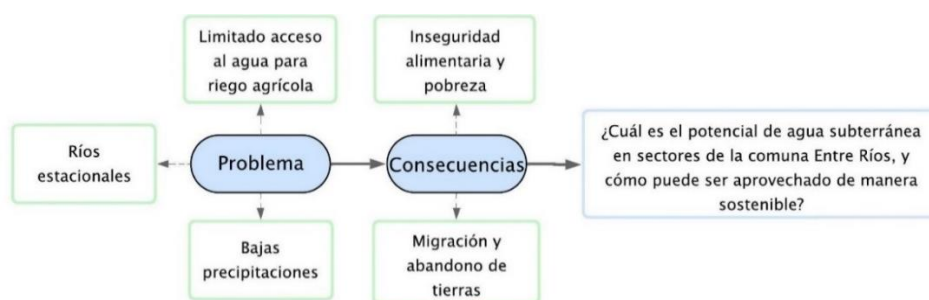 Limitado acceso
al agua para
riego agrícola
Inseguridad
alimentaria y
pobreza
Ríos
estacionales
Problema
Consecuencias
¿Cuál es el potencial de agua subterránea
en sectores de la comuna Entre Ríos, y
cómo puede ser aprovechado de manera
sostenible?
Bajas
precipitaciones
Migración y
abandono de
tierras